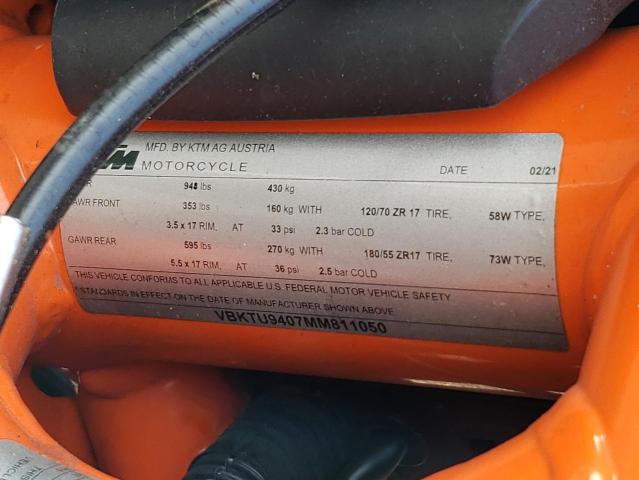 KTM MFD. BY KTM AG AUSTRIA
MOTORCYCLE DATE 02/21
948 lbs 430 kg
GAWR FRONT 353 lbs 160 kg WITH 120/70 ZR 17 TIRE, 58W TYPE,
3.5 x 17 RIM, AT 33 psi 2.3 bar COLD
GAWR REAR 595 lbs 270 kg WITH 180/55 ZR17 TIRE, 73W TYPE,
5.5 x 17 RIM, AT 36 psi 2.5 bar COLD
THIS VEHICLE CONFORMS TO ALL APPLICABLE U.S. FEDERAL MOTOR VEHICLE SAFETY
STANDARDS IN EFFECT ON THE DATE OF MANUFACTURER SHOWN ABOVE
VBKTU9407MM811050
THIS
VEHICLE